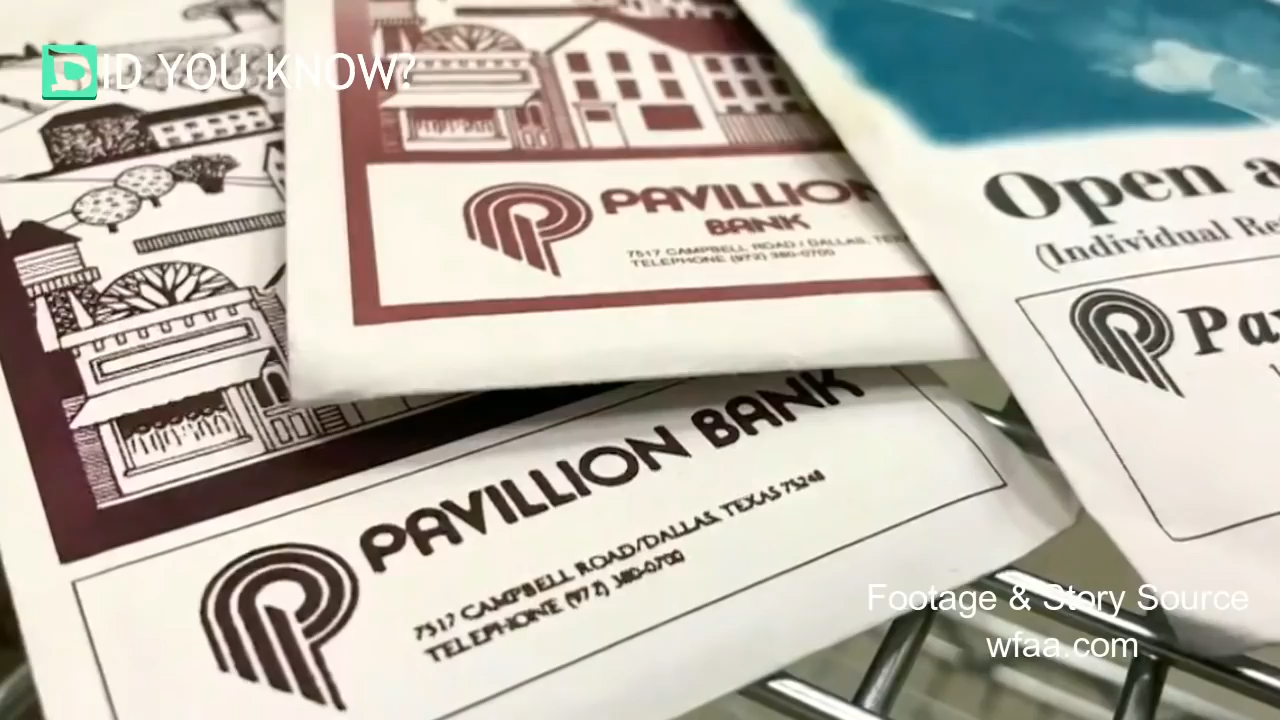 DID YOU KNOW?
PAVILLION
BANK
7517 CAMPBELL ROAD / DALLAS,
TELEPHONE (972) 380-0700
Open a
(Individual Re
Pa
PAVILLION BANK
7517 CAMPBELL ROAD/DALLAS, TEXAS 75248
TELEPHONE (972) 380-0700
Footage & Story Source
wfaa.com